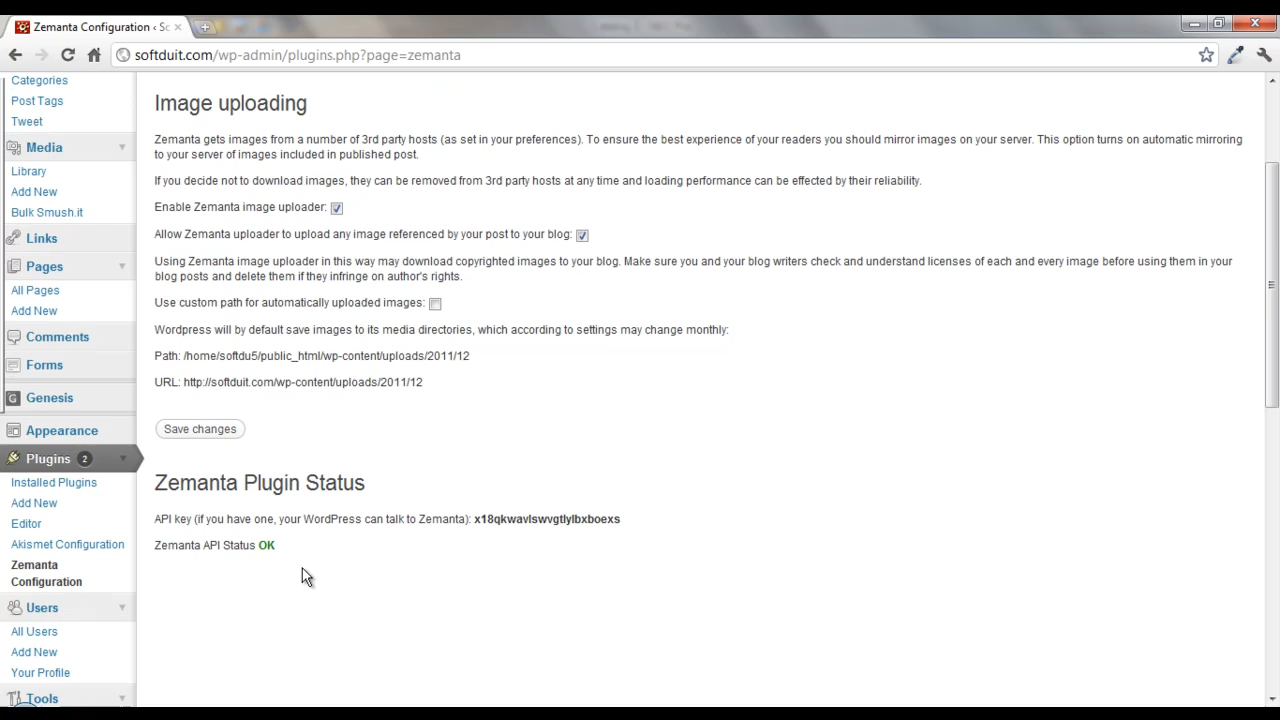 Zemanta Configuration ‹ Sc
softduit.com/wp-admin/plugins.php?page=zemanta
Categories
Post Tags
Tweet
Media
Library
Add New
Bulk Smush.it
Links
Pages
All Pages
Add New
Comments
Forms
Genesis
Appearance
Plugins 2
Installed Plugins
Add New
Editor
Akismet Configuration
Zemanta
Configuration
Users
All Users
Add New
Your Profile
Tools
Image uploading
Zemanta gets images from a number of 3rd party hosts (as set in your preferences). To ensure the best experience of your readers you should mirror images on your server. This option turns on automatic mirroring
to your server of images included in published post.
If you decide not to download images, they can be removed from 3rd party hosts at any time and loading performance can be effected by their reliability.
Enable Zemanta image uploader:
Allow Zemanta uploader to upload any image referenced by your post to your blog:
Using Zemanta image uploader in this way may download copyrighted images to your blog. Make sure you and your blog writers check and understand licenses of each and every image before using them in your
blog posts and delete them if they infringe on author's rights.
Use custom path for automatically uploaded images:
Wordpress will by default save images to its media directories, which according to settings may change monthly:
Path: /home/softdu5/public_html/wp-content/uploads/2011/12
URL: http://softduit.com/wp-content/uploads/2011/12
Save changes
Zemanta Plugin Status
API key (if you have one, your WordPress can talk to Zemanta): x18qkwavlswvgtlylbxboexs
Zemanta API Status OK